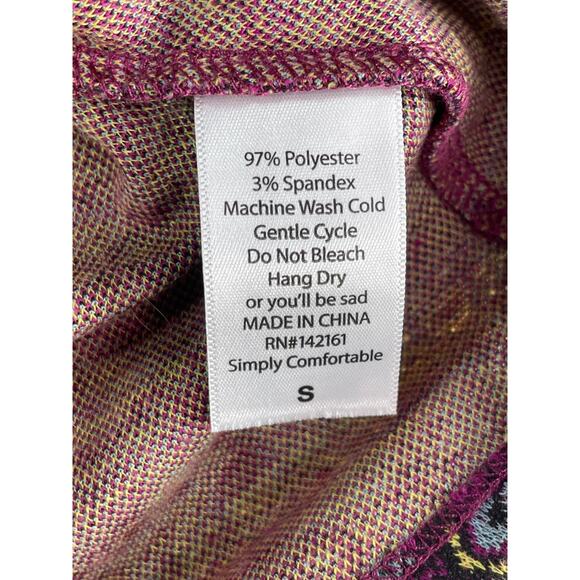 97% Polyester
3% Spandex
Machine Wash Cold
Gentle Cycle
Do Not Bleach
Hang Dry
or you'll be sad
MADE IN CHINA
RN#142161
Simply Comfortable
S